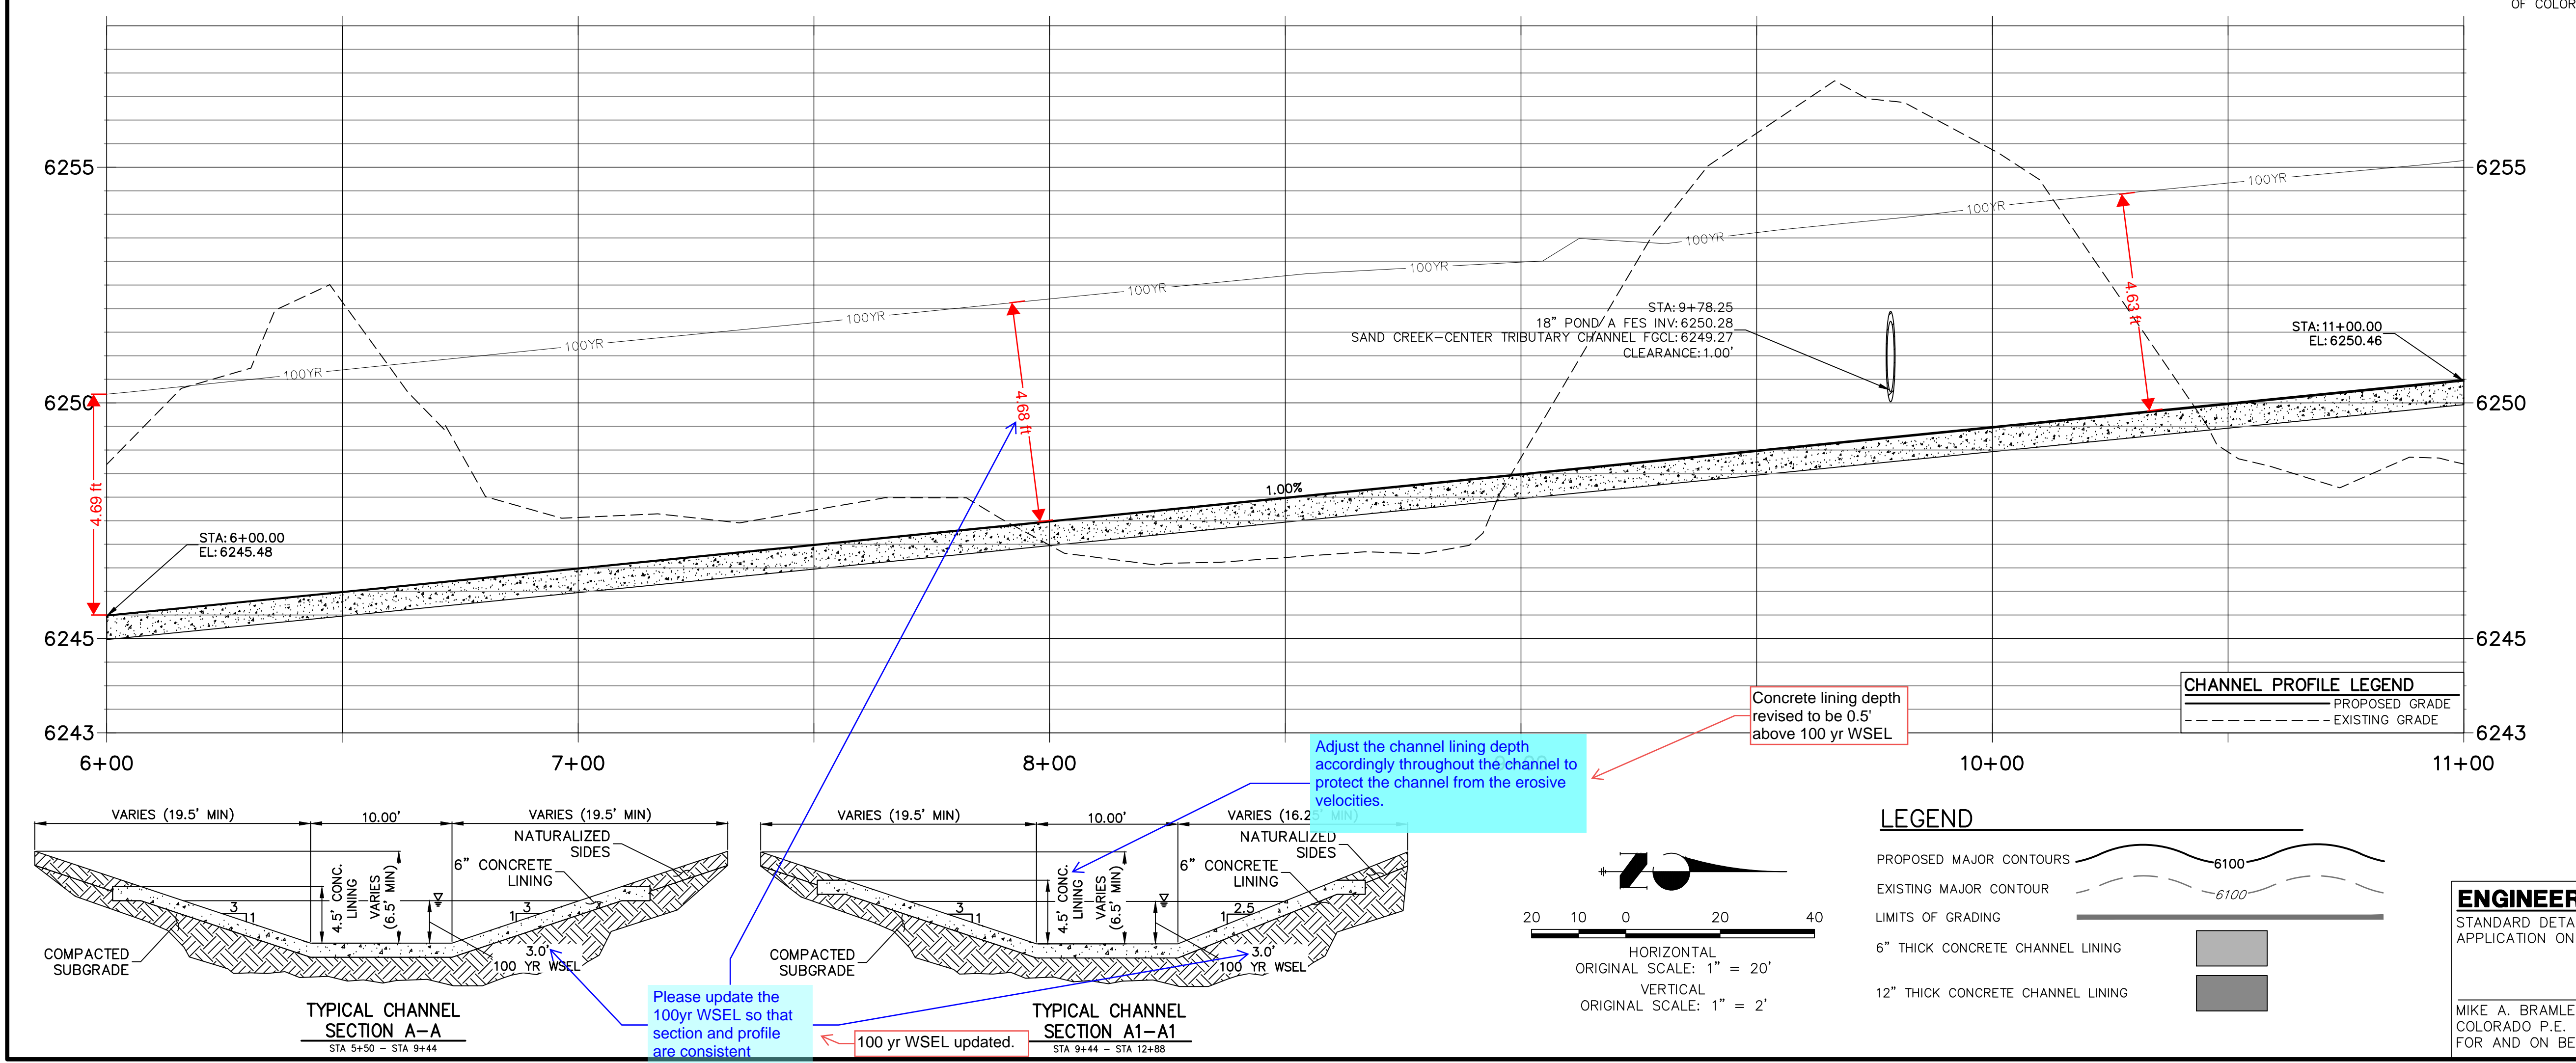 OF COLOR
6255
6250
6245
6243
6255
6250
6245
6243
100YR
100YR
100YR
100YR
100YR
100YR
100YR
100YR
4.69 ft
4.68 ft
4.63 ft
STA: 6+00.00
EL: 6245.48
1.00%
STA: 9+78.25
18" POND A FES INV: 6250.28
SAND CREEK-CENTER TRIBUTARY CHANNEL FGCL: 6249.27
CLEARANCE: 1.00'
STA: 11+00.00
EL: 6250.46
CHANNEL PROFILE LEGEND
PROPOSED GRADE
EXISTING GRADE
6+00
7+00
8+00
10+00
11+00
Concrete lining depth
revised to be 0.5'
above 100 yr WSEL
Adjust the channel lining depth
accordingly throughout the channel to
protect the channel from the erosive
velocities.
VARIES (19.5' MIN)
10.00'
VARIES (19.5' MIN)
NATURALIZED
SIDES
6" CONCRETE
LINING
4.5' CONC.
LINING
VARIES
(6.5' MIN)
3
1
3
1
COMPACTED
SUBGRADE
3.0'
100 YR WSEL
TYPICAL CHANNEL
SECTION A-A
STA 5+50 - STA 9+44
Please update the
100yr WSEL so that
section and profile
are consistent
100 yr WSEL updated.
VARIES (19.5' MIN)
10.00'
VARIES (16.25' MIN)
NATURALIZED
SIDES
6" CONCRETE
LINING
4.5' CONC.
LINING
VARIES
(6.5' MIN)
3
1
2.5
1
COMPACTED
SUBGRADE
3.0'
100 YR WSEL
TYPICAL CHANNEL
SECTION A1-A1
STA 9+44 - STA 12+88
20 10 0 20 40
HORIZONTAL
ORIGINAL SCALE: 1" = 20'
VERTICAL
ORIGINAL SCALE: 1" = 2'
LEGEND
PROPOSED MAJOR CONTOURS 6100
EXISTING MAJOR CONTOUR 6100
LIMITS OF GRADING
6" THICK CONCRETE CHANNEL LINING
12" THICK CONCRETE CHANNEL LINING
ENGINEER
STANDARD DETA
APPLICATION ON
MIKE A. BRAMLE
COLORADO P.E.
FOR AND ON BE